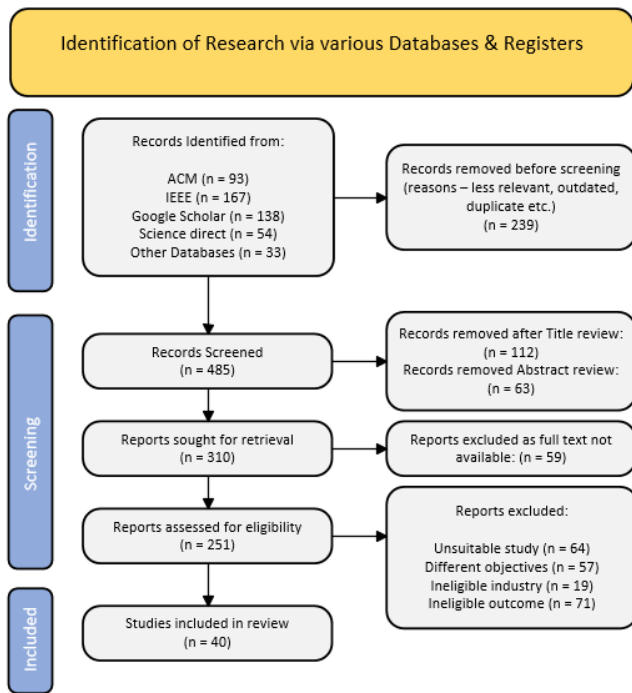 Identification of Research via various Databases & Registers
Identification
Records Identified from:
ACM (n = 93)
IEEE (n = 167)
Google Scholar (n = 138)
Science direct (n = 54)
Other Databases (n = 33)
Records removed before screening
(reasons – less relevant, outdated,
duplicate etc.)
(n = 239)
Screening
Records Screened
(n = 485)
Records removed after Title review:
(n = 112)
Records removed Abstract review:
(n = 63)
Reports sought for retrieval
(n = 310)
Reports excluded as full text not
available: (n = 59)
Reports assessed for eligibility
(n = 251)
Reports excluded:
Unsuitable study (n = 64)
Different objectives (n = 57)
Ineligible industry (n = 19)
Ineligible outcome (n = 71)
Included
Studies included in review
(n = 40)